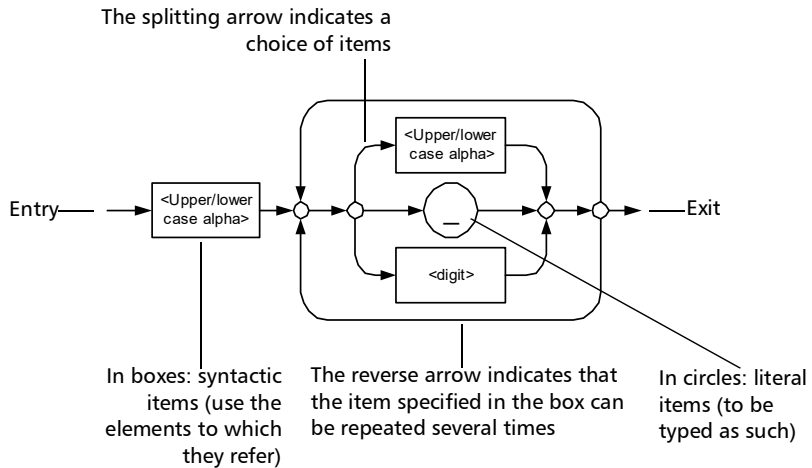 The splitting arrow indicates a
choice of items
<Upper/lower
case alpha>
Entry
<Upper/lower
case alpha>
_
Exit
<digit>
In boxes: syntactic
items (use the
elements to which
they refer)
The reverse arrow indicates that
the item specified in the box can
be repeated several times
In circles: literal
items (to be
typed as such)